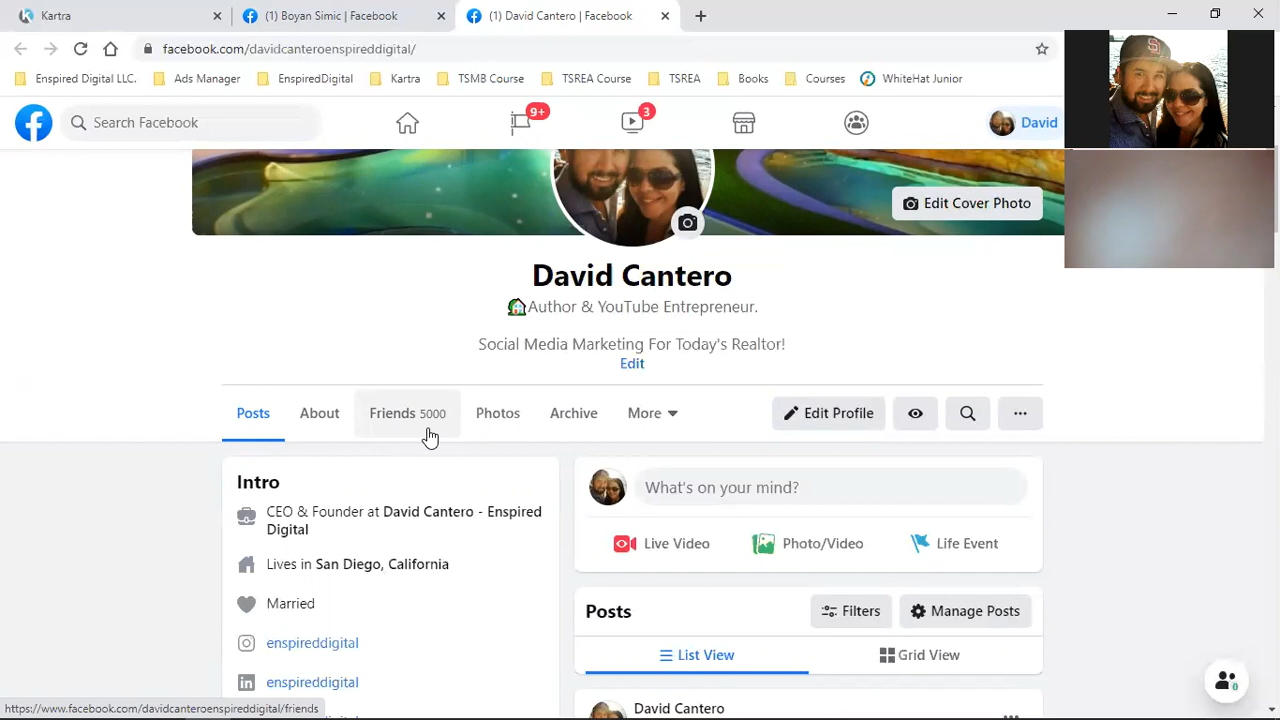 Kartra
(1) Boyan Simic | Facebook
(1) David Cantero | Facebook
facebook.com/davidcanteroenspireddigital/
Enspired Digital LLC.
Ads Manager
EnspiredDigital
Kartra
TSMB Course
TSREA Course
TSREA
Books
Courses
WhiteHat Junior
Search Facebook
9+
3
David
Edit Cover Photo
David Cantero
Author & YouTube Entrepreneur.
Social Media Marketing For Today's Realtor!
Edit
Posts
About
Friends 5000
Photos
Archive
More
Edit Profile
Intro
CEO & Founder at David Cantero - Enspired
Digital
Lives in San Diego, California
Married
enspireddigital
enspireddigital
What's on your mind?
Live Video
Photo/Video
Life Event
Posts
Filters
Manage Posts
List View
Grid View
David Cantero
0
https://www.facebook.com/davidcanteroenspireddigital/friends